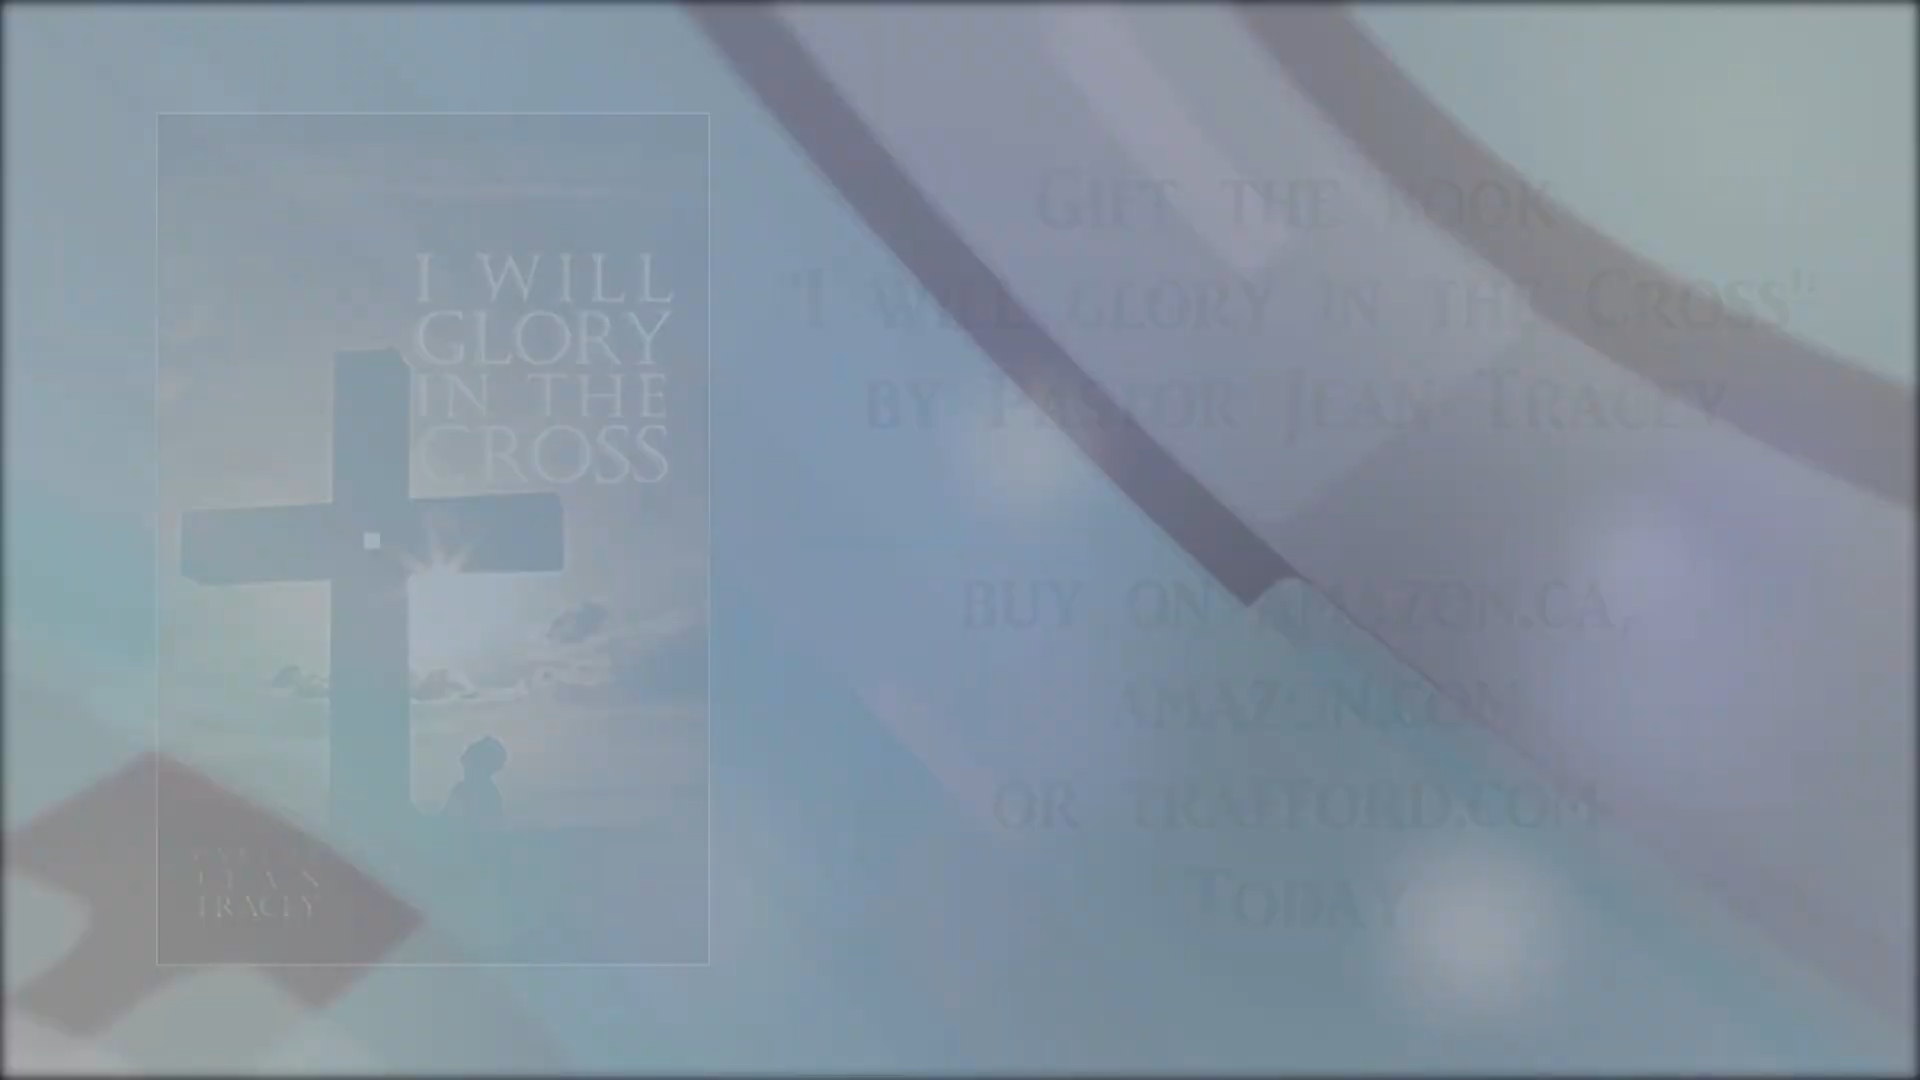 I WILL
GLORY
IN THE
CROSS
JEAN
TRACEY
GIFT THE BOOK
"I WILL GLORY IN THE CROSS"
BY PASTOR JEAN TRACEY
BUY ON AMAZON.CA,
AMAZON.COM
OR TRAFFORD.COM
TODAY